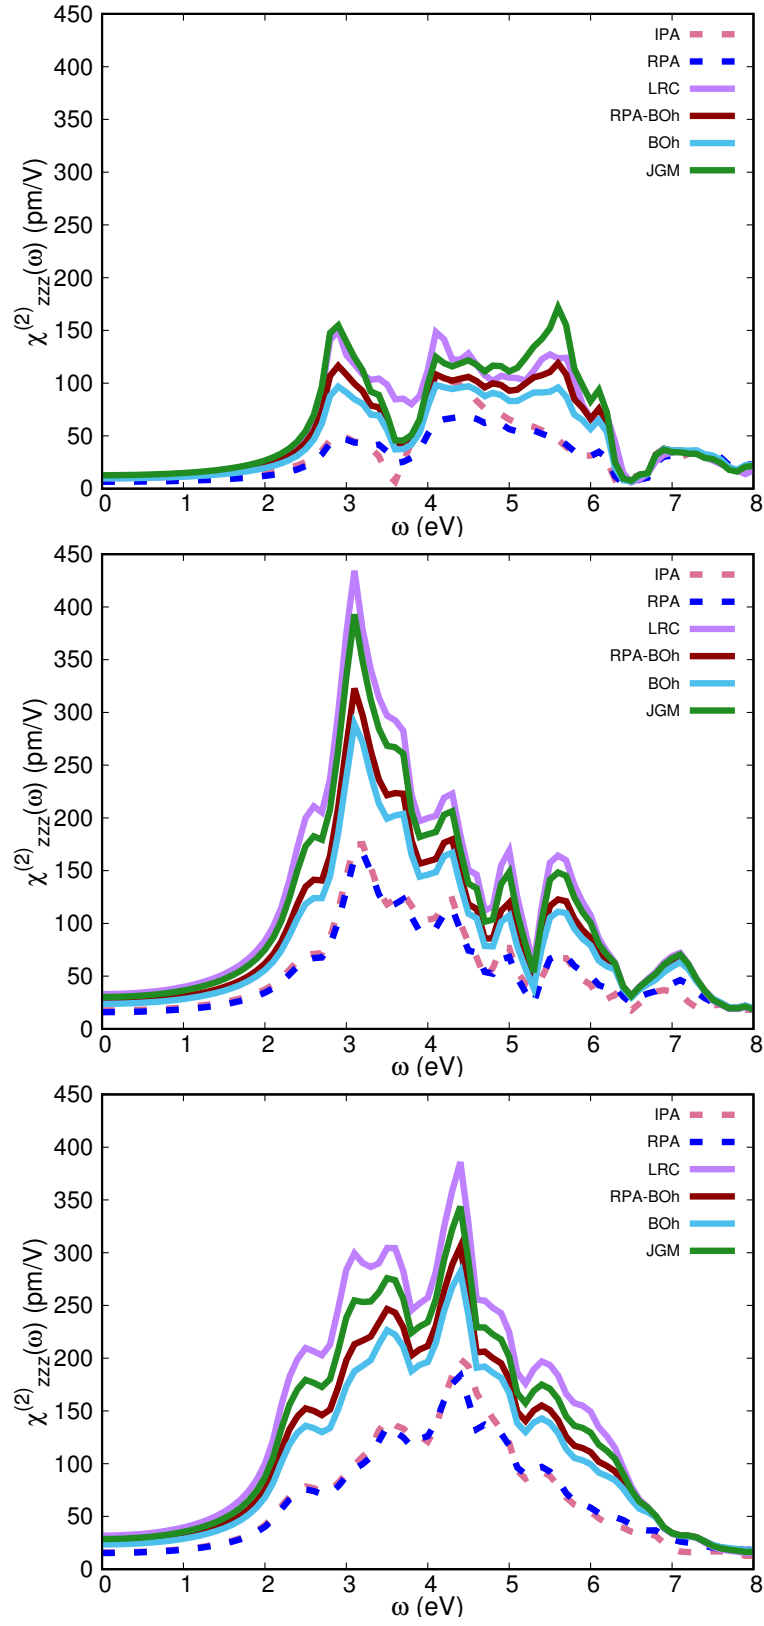 450
400
350
300
250
200
150
100
50
0
χ(2)zzz(ω) (pm/V)
IPA
RPA
LRC
RPA-BOh
BOh
JGM
0 1 2 3 4 5 6 7 8
ω (eV)
450
400
350
300
250
200
150
100
50
0
χ(2)zzz(ω) (pm/V)
IPA
RPA
LRC
RPA-BOh
BOh
JGM
0 1 2 3 4 5 6 7 8
ω (eV)
450
400
350
300
250
200
150
100
50
0
χ(2)zzz(ω) (pm/V)
IPA
RPA
LRC
RPA-BOh
BOh
JGM
0 1 2 3 4 5 6 7 8
ω (eV)